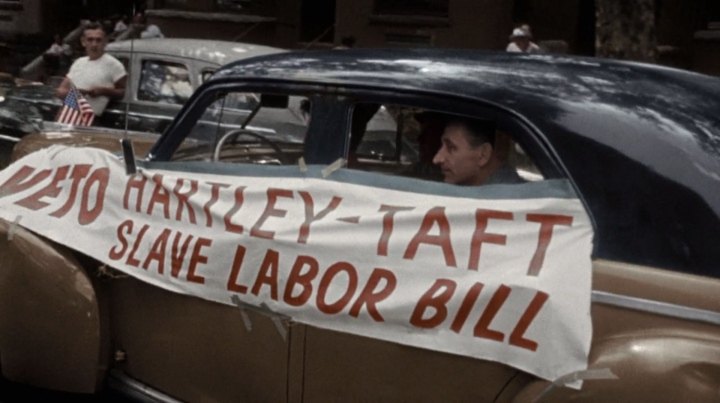 VETO HARTLEY-TAFT
SLAVE LABOR BILL